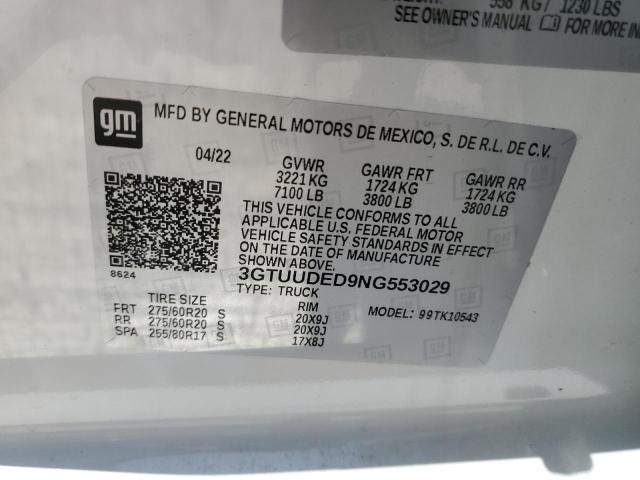 558 KG / 1230 LBS
SEE OWNER'S MANUAL FOR MORE IN
gm
MFD BY GENERAL MOTORS DE MEXICO, S. DE R.L. DE C.V.
04/22 GVWR GAWR FRT GAWR RR
3221 KG 1724 KG 1724 KG
7100 LB 3800 LB 3800 LB
THIS VEHICLE CONFORMS TO ALL
APPLICABLE U.S. FEDERAL MOTOR
VEHICLE SAFETY STANDARDS IN EFFECT
ON THE DATE OF MANUFACTURE
SHOWN ABOVE.
8624
3GTUUDED9NG553029
TYPE: TRUCK
TIRE SIZE RIM MODEL: 99TK10543
FRT 275/60R20 S 20X9J
RR 275/60R20 S 20X9J
SPA 255/80R17 S 17X8J